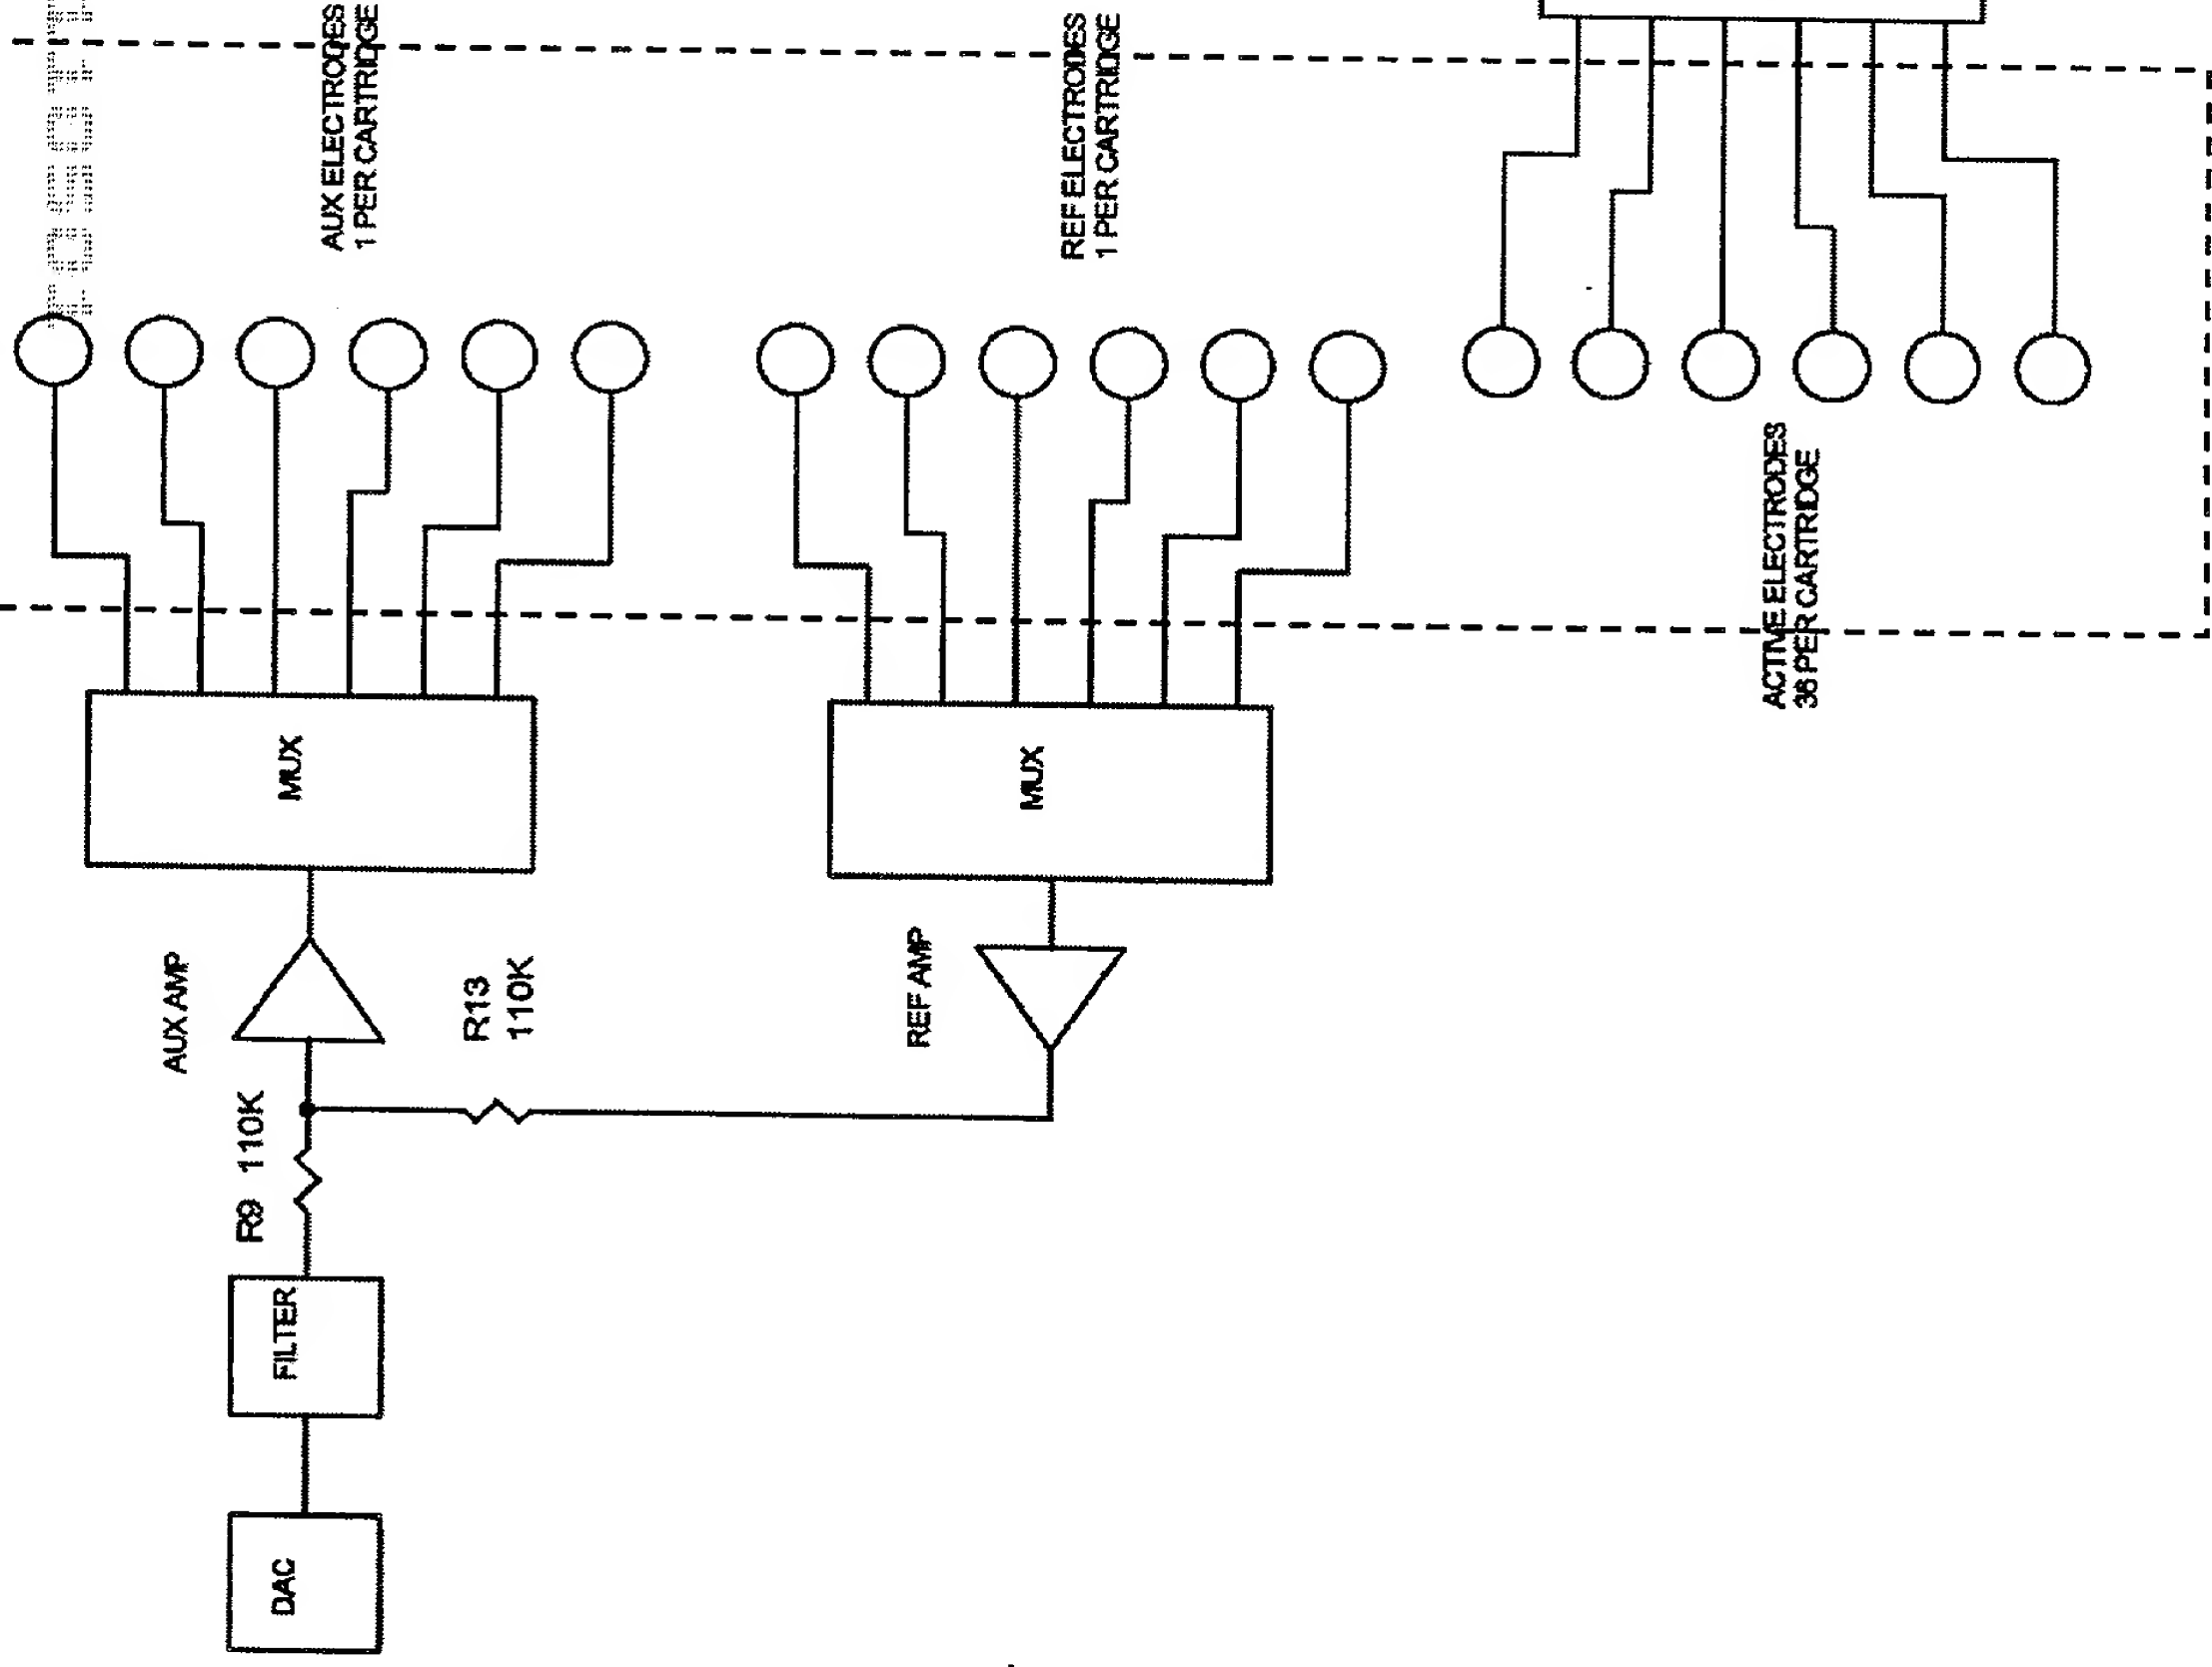 DAC
FILTER
R9 110K
AUX AMP
R13
110K
REF AMP
MUX
MUX
AUX ELECTRODES
1 PER CARTRIDGE
REF ELECTRODES
1 PER CARTRIDGE
ACTIVE ELECTRODES
36 PER CARTRIDGE